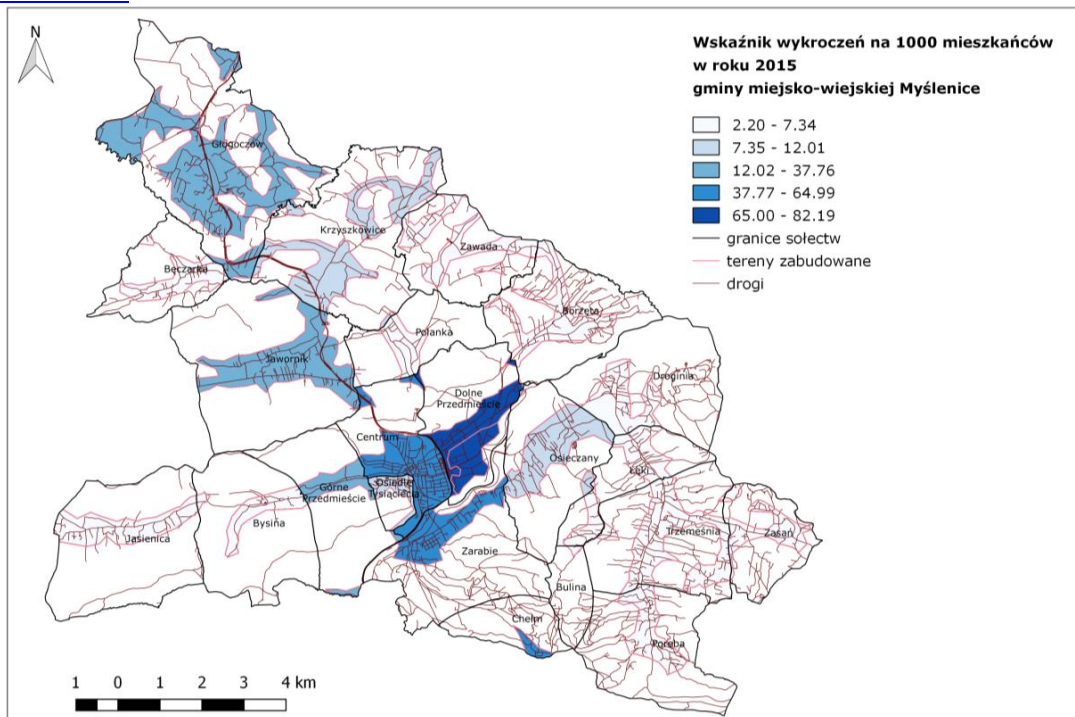 N
Wskaźnik wykroczeń na 1000 mieszkańców
w roku 2015
gminy miejsko-wiejskiej Myślenice
2.20 - 7.34
7.35 - 12.01
12.02 - 37.76
37.77 - 64.99
65.00 - 82.19
granice sołectw
tereny zabudowane
drogi
Głogoczów
Krzyszkowice
Zawada
Bęczarka
Borzęta
Polanka
Jawornik
Droginia
Dolne
Przedmieście
Centrum
Osieczany
Łęki
Górne
Przedmieście
Osiedle
Tysiąclecia
Bysina
Jasienica
Trzemeśnia
Zasań
Zarabie
Bulina
Chełm
Poręba
1 0 1 2 3 4 km